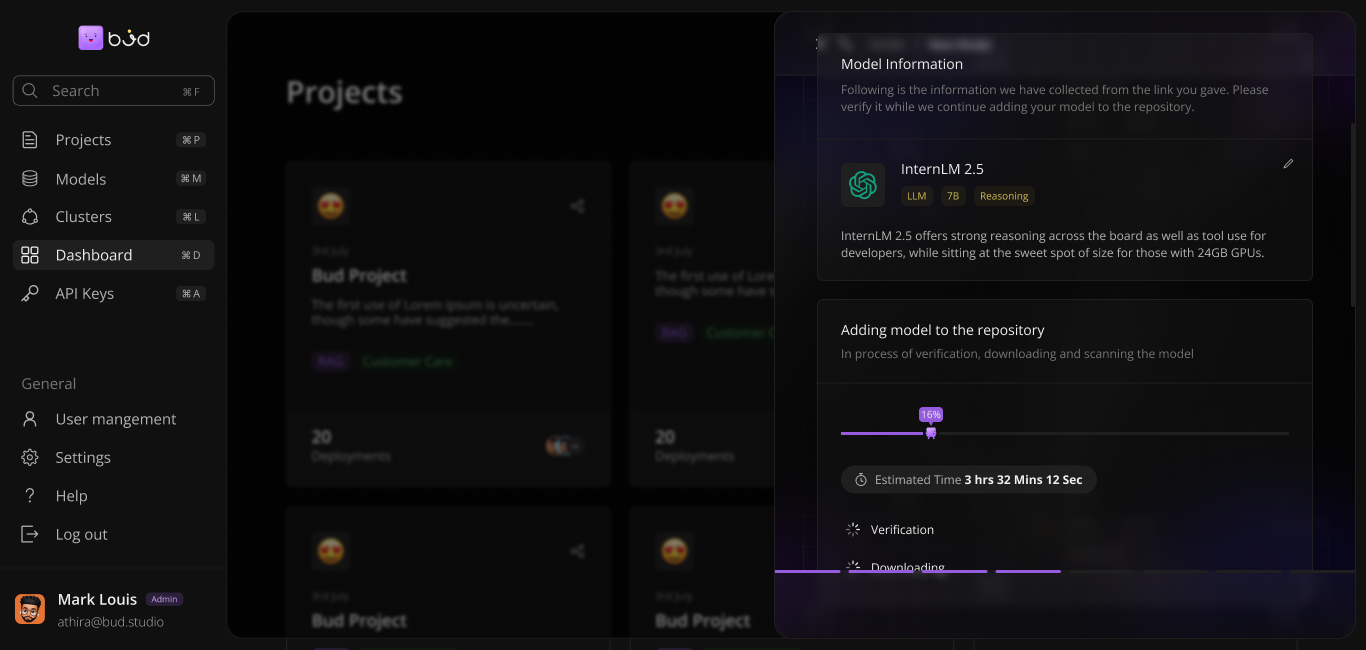 bud
Search ⌘ F
Projects ⌘ P
Models ⌘ M
Clusters ⌘ L
Dashboard ⌘ D
API Keys ⌘ A
General
User mangement
Settings
Help
Log out
Mark Louis Admin
athira@bud.studio
Projects
3rd July
Bud Project
The first use of Lorem ipsum is uncertain,
though some have suggested the.......
RAG Customer Care
20
Deployments
3rd July
The first use of Lore
though some have s
RAG Customer C
20
Deployments
3rd July
Bud Project
3rd July
Bud Project
Model Information
Following is the information we have collected from the link you gave. Please
verify it while we continue adding your model to the repository.
InternLM 2.5
LLM 7B Reasoning
InternLM 2.5 offers strong reasoning across the board as well as tool use for
developers, while sitting at the sweet spot of size for those with 24GB GPUs.
Adding model to the repository
In process of verification, downloading and scanning the model
16%
Estimated Time 3 hrs 32 Mins 12 Sec
Verification
Downloading